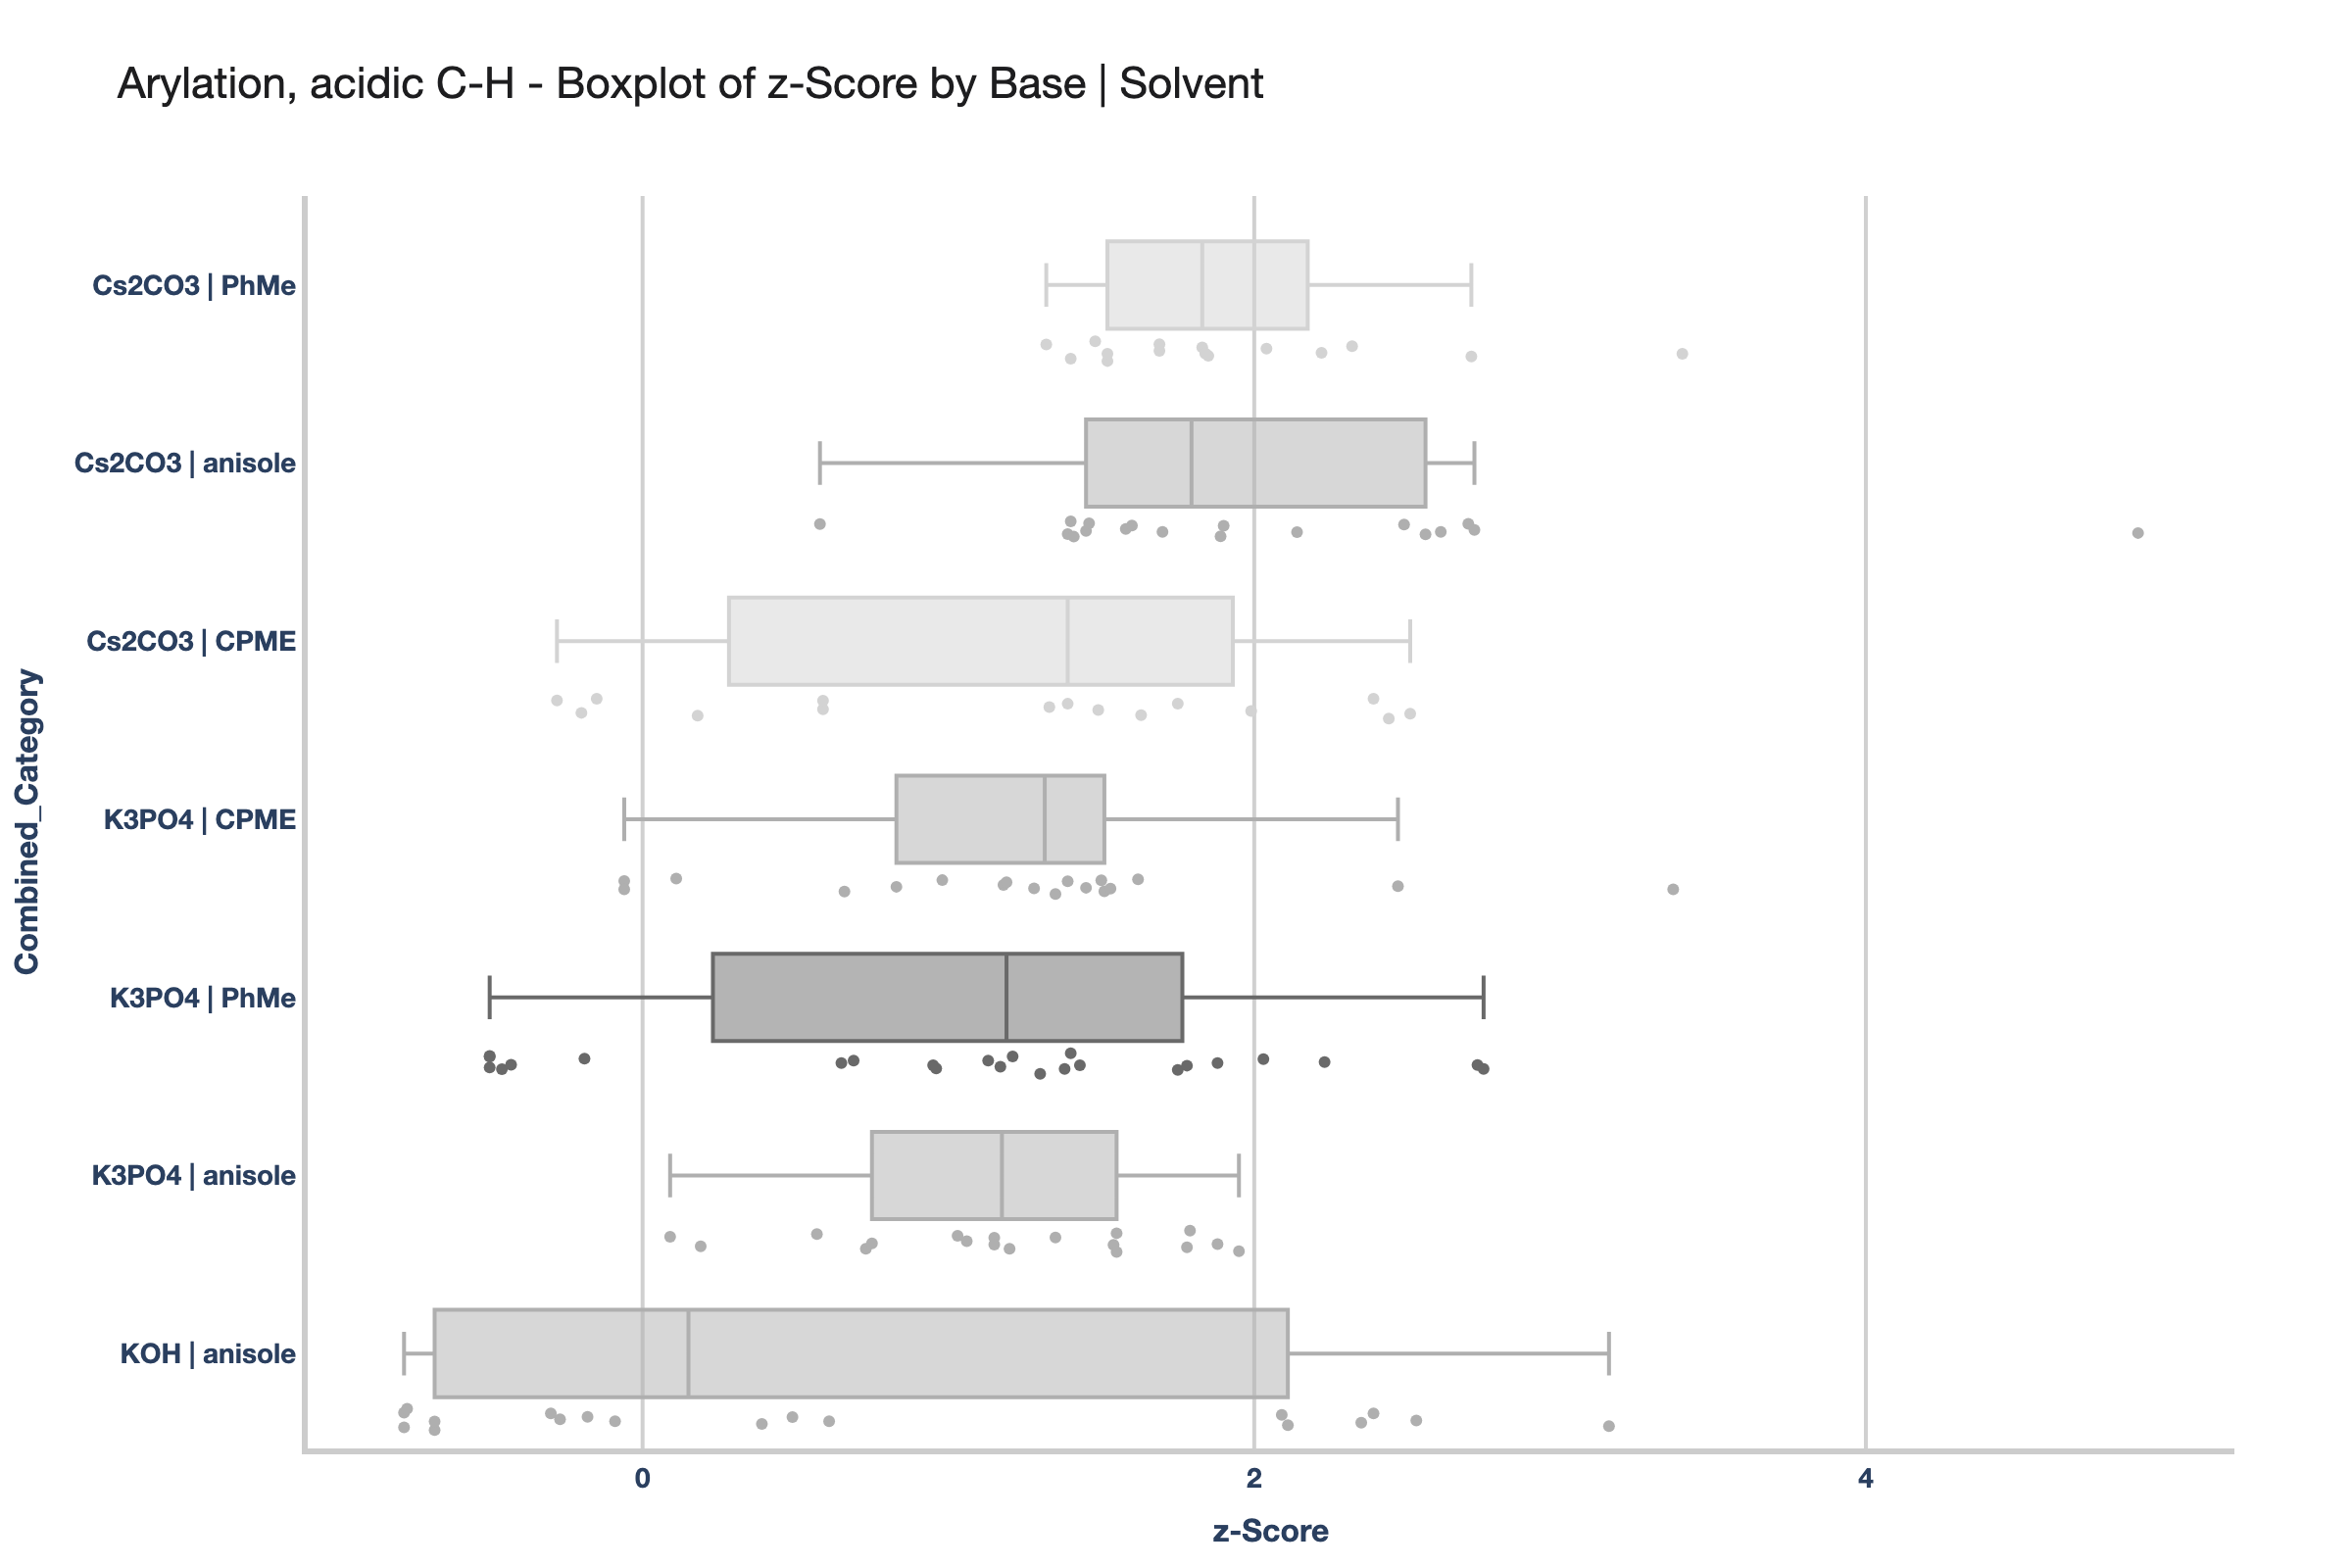 Arylation, acidic C-H - Boxplot of z-Score by Base | Solvent
Combined_Category
Cs2CO3 | PhMe
Cs2CO3 | anisole
Cs2CO3 | CPME
K3PO4 | CPME
K3PO4 | PhMe
K3PO4 | anisole
KOH | anisole
0 2 4
z-Score